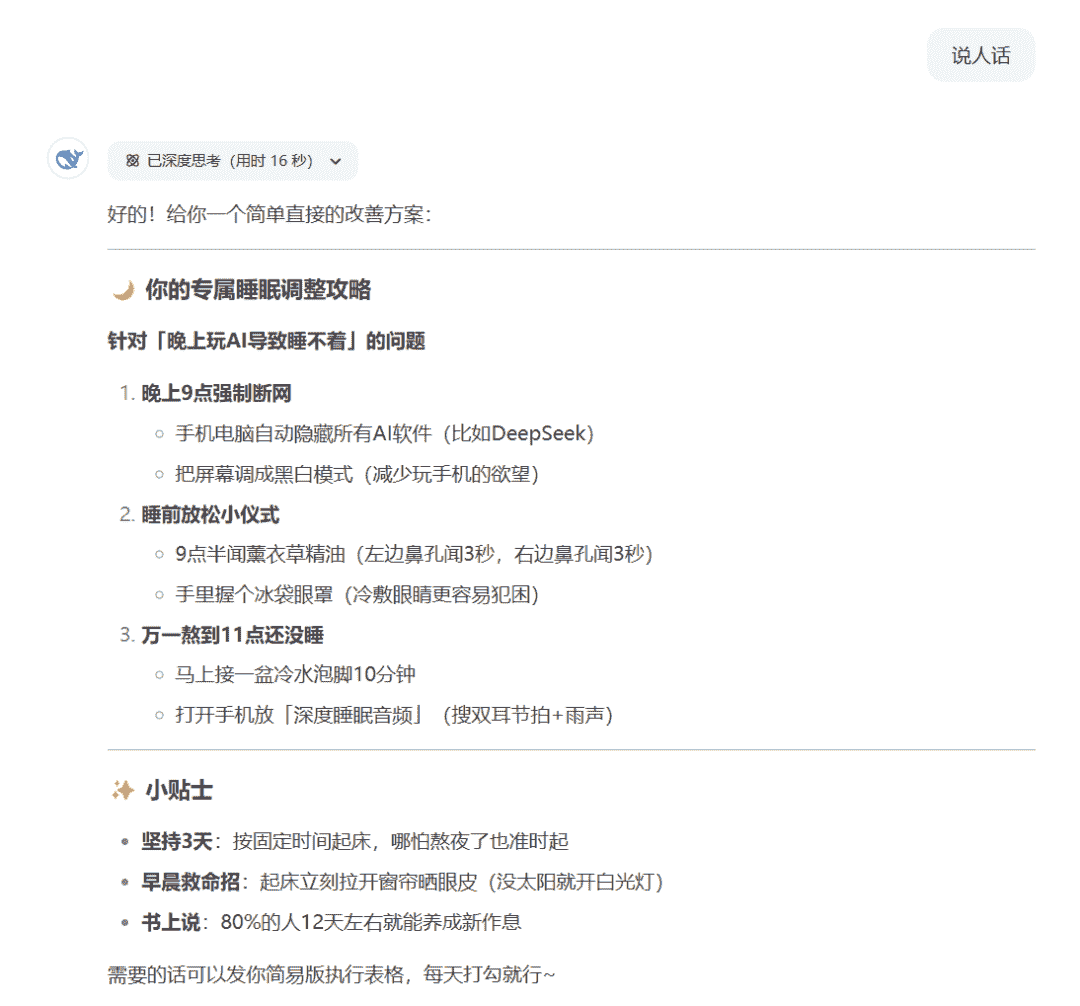 说人话
已深度思考（用时 16 秒）
好的！给你一个简单直接的改善方案：
你的专属睡眠调整攻略
针对「晚上玩AI导致睡不着」的问题
1. 晚上9点强制断网
手机电脑自动隐藏所有AI软件（比如DeepSeek）
把屏幕调成黑白模式（减少玩手机的欲望）
2. 睡前放松小仪式
9点半闻薰衣草精油（左边鼻孔闻3秒，右边鼻孔闻3秒）
手里握个冰袋眼罩（冷敷眼睛更容易犯困）
3. 万一熬到11点还没睡
马上接一盆冷水泡脚10分钟
打开手机放「深度睡眠音频」（搜双耳节拍+雨声）
小贴士
坚持3天：按固定时间起床，哪怕熬夜了也准时起
早晨救命招：起床立刻拉开窗帘晒眼皮（没太阳就开白光灯）
书上说：80%的人12天左右就能养成新作息
需要的话可以发你简易版执行表格，每天打勾就行~